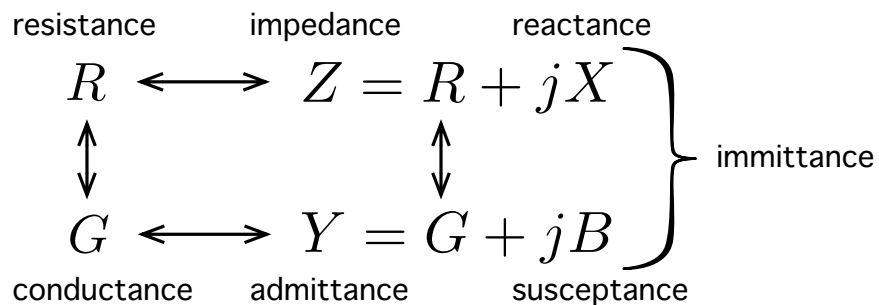 resistance impedance reactance
R Z = R + jX
immittance
G Y = G + jB
conductance admittance susceptance